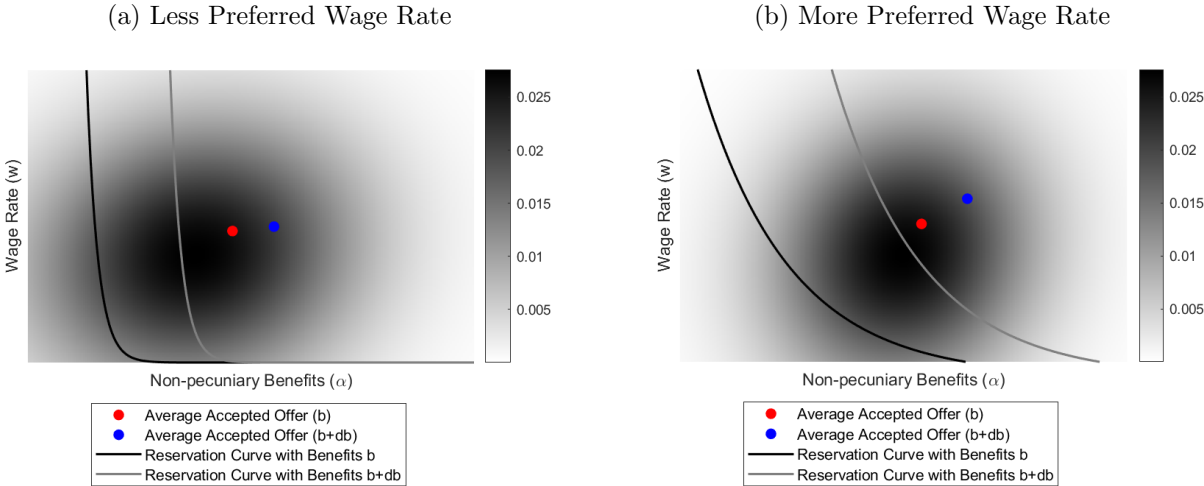 (a) Less Preferred Wage Rate
Wage Rate (w)
0.025
0.02
0.015
0.01
0.005
Non-pecuniary Benefits (α)
Average Accepted Offer (b)
Average Accepted Offer (b+db)
Reservation Curve with Benefits b
Reservation Curve with Benefits b+db
(b) More Preferred Wage Rate
Wage Rate (w)
0.025
0.02
0.015
0.01
0.005
Non-pecuniary Benefits (α)
Average Accepted Offer (b)
Average Accepted Offer (b+db)
Reservation Curve with Benefits b
Reservation Curve with Benefits b+db